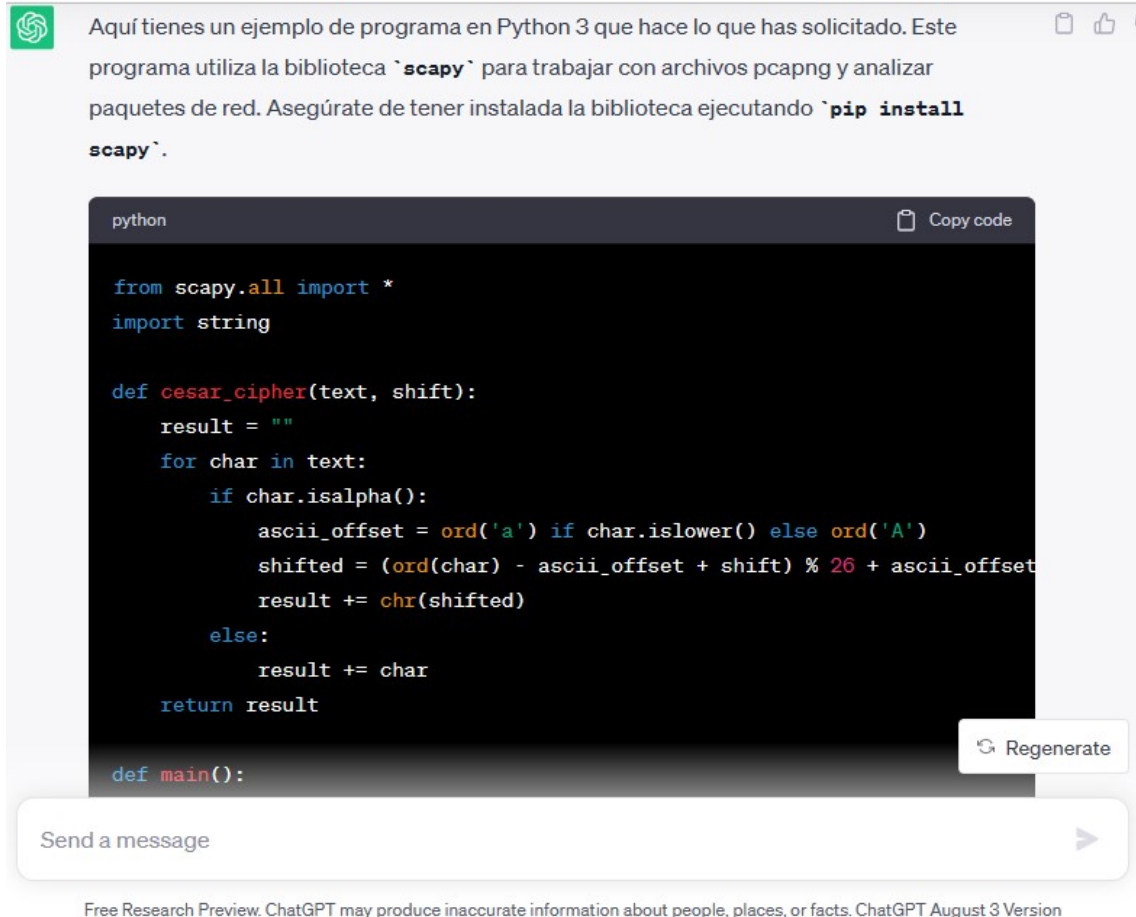 Aquí tienes un ejemplo de programa en Python 3 que hace lo que has solicitado. Este
programa utiliza la biblioteca `scapy` para trabajar con archivos pcapng y analizar
paquetes de red. Asegúrate de tener instalada la biblioteca ejecutando `pip install
scapy`.
python Copy code
from scapy.all import *
import string
def cesar_cipher(text, shift):
    result = ""
    for char in text:
        if char.isalpha():
            ascii_offset = ord('a') if char.islower() else ord('A')
            shifted = (ord(char) - ascii_offset + shift) % 26 + ascii_offset
            result += chr(shifted)
        else:
            result += char
    return result
Regenerate
def main():
Send a message
Free Research Preview. ChatGPT may produce inaccurate information about people, places, or facts. ChatGPT August 3 Version